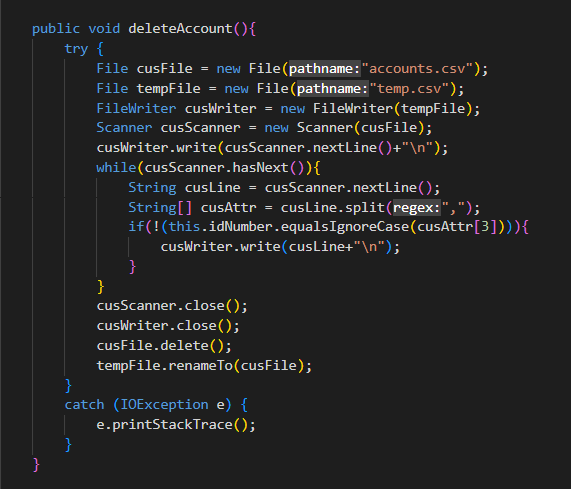 public void deleteAccount(){
try {
File cusFile = new File(pathname:"accounts.csv");
File tempFile = new File(pathname:"temp.csv");
FileWriter cusWriter = new FileWriter(tempFile);
Scanner cusScanner = new Scanner(cusFile);
cusWriter.write(cusScanner.nextLine()+"\n");
while(cusScanner.hasNext()){
String cusLine = cusScanner.nextLine();
String[] cusAttr = cusLine.split(regex:",");
if(!(this.idNumber.equalsIgnoreCase(cusAttr[3]))){
cusWriter.write(cusLine+"\n");
}
}
cusScanner.close();
cusWriter.close();
cusFile.delete();
tempFile.renameTo(cusFile);
}
catch (IOException e) {
e.printStackTrace();
}
}